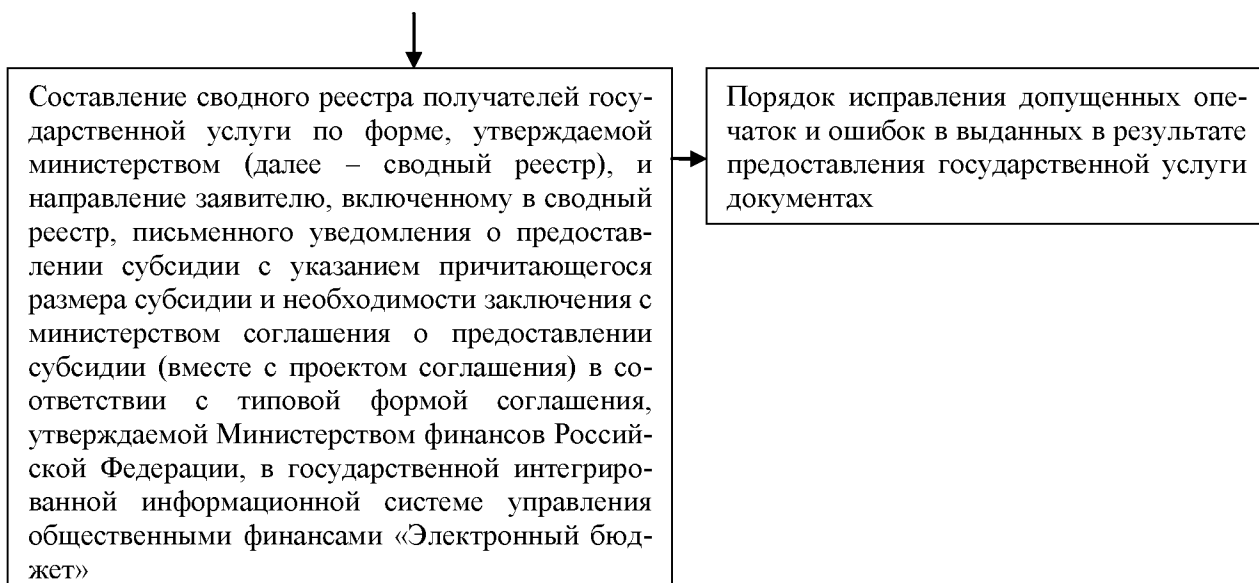 Составление сводного реестра получателей госу-
дарственной услуги по форме, утверждаемой
министерством (далее – сводный реестр), и
направление заявителю, включенному в сводный
реестр, письменного уведомления о предостав-
лении субсидии с указанием причитающегося
размера субсидии и необходимости заключения с
министерством соглашения о предоставлении
субсидии (вместе с проектом соглашения) в со-
ответствии с типовой формой соглашения,
утверждаемой Министерством финансов Россий-
ской Федерации, в государственной интегриро-
ванной информационной системе управления
общественными финансами «Электронный бюд-
жет»
Порядок исправления допущенных опе-
чаток и ошибок в выданных в результате
предоставления государственной услуги
документах